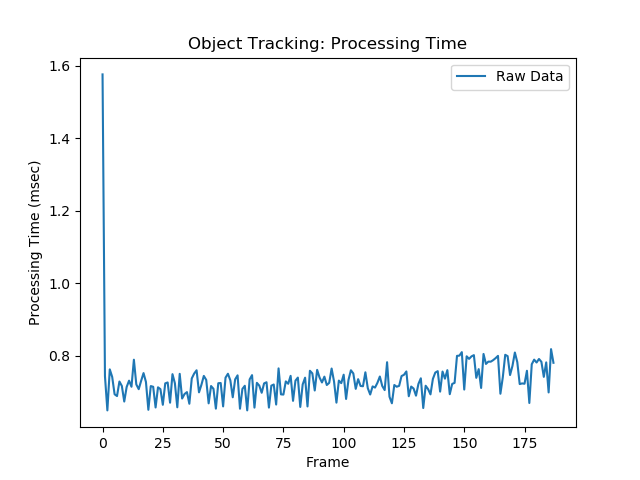 Object Tracking: Processing Time
Raw Data
Processing Time (msec)
1.6
1.4
1.2
1.0
0.8
0 25 50 75 100 125 150 175
Frame